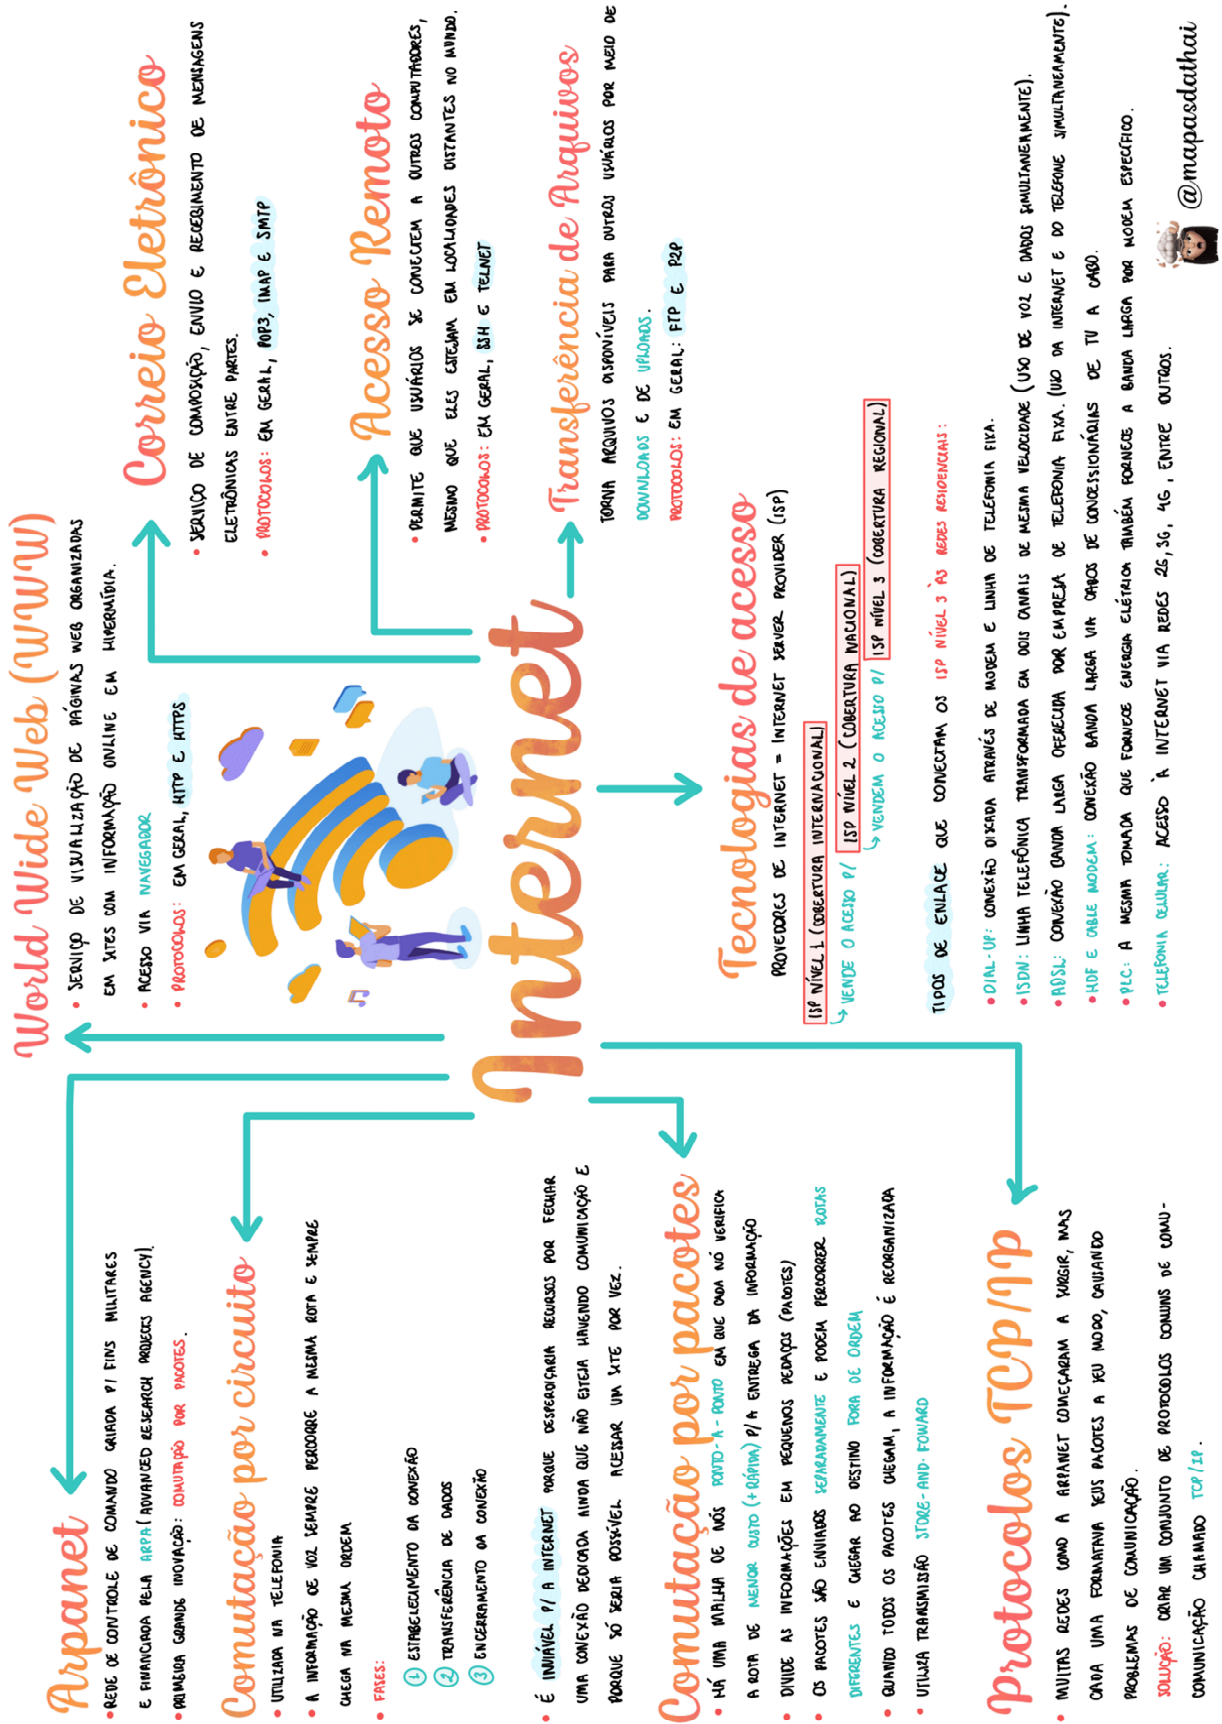 Arpanet
• REDE DE CONTROLE DE COMANDO CRIADA P/ FINS MILITARES
E FINANCIADA PELA ARPA (ADVANCED RESEARCH PROJECTS AGENCY)
• PRIMEIRA GRANDE INOVAÇÃO: COMUTAÇÃO POR PACOTES.
Comutação por circuito
• UTILIZADA NA TELEFONIA
• A INFORMAÇÃO DE VOZ SEMPRE PERCORRE A MESMA ROTA E SEMPRE
CHEGA NA MESMA ORDEM
• FASES:
1 ESTABELECIMENTO DA CONEXÃO
2 TRANSFERÊNCIA DE DADOS
3 ENCERRAMENTO DA CONEXÃO
• É INVIÁVEL P/ A INTERNET PORQUE DESPERDIÇARIA RECURSOS POR FECHAR
UMA CONEXÃO DEDICADA AINDA QUE NÃO ESTEJA HAVENDO COMUNICAÇÃO E
PORQUE SÓ SERIA POSSÍVEL ACESSAR UM SITE POR VEZ.
Comutação por pacotes
• HÁ UMA MALHA DE NÓS PONTO-A-PONTO EM QUE CADA NÓ VERIFICA
A ROTA DE MENOR CUSTO (+ RÁPIDA) P/ A ENTREGA DA INFORMAÇÃO
• DIVIDE AS INFORMAÇÕES EM PEQUENOS PEDAÇOS (PACOTES)
• OS PACOTES SÃO ENVIADOS SEPARADAMENTE E PODEM PERCORRER ROTAS
DIFERENTES E CHEGAR AO DESTINO FORA DE ORDEM
• QUANDO TODOS OS PACOTES CHEGAM, A INFORMAÇÃO É REORGANIZADA
• UTILIZA TRANSMISSÃO STORE-AND-FOWARD
Protocolos TCP/IP
• MUITAS REDES COMO A ARPANET COMEÇARAM A SURGIR, MAS
CADA UMA FORMATAVA SEUS PACOTES A SEU MODO, CAUSANDO
PROBLEMAS DE COMUNICAÇÃO.
SOLUÇÃO: CRIAR UM CONJUNTO DE PROTOCOLOS COMUNS DE COMU-
COMUNICAÇÃO CHAMADO TCP/IP.
World Wide Web (WWW)
• SERVIÇO DE VISUALIZAÇÃO DE PÁGINAS WEB ORGANIZADAS
EM SITES COM INFORMAÇÃO ONLINE EM HIPERMÍDIA.
• ACESSO VIA NAVEGADOR
• PROTOCOLOS: EM GERAL, HTTP E HTTPS
Internet
Correio Eletrônico
• SERVIÇO DE COMPOSIÇÃO, ENVIO E RECEBIMENTO DE MENSAGENS
ELETRÔNICAS ENTRE PARTES.
• PROTOCOLOS: EM GERAL, POP3, IMAP E SMTP
Acesso Remoto
• PERMITE QUE USUÁRIOS SE CONECTEM A OUTROS COMPUTADORES,
MESMO QUE ELES ESTEJAM EM LOCALIDADES DISTANTES NO MUNDO.
• PROTOCOLOS: EM GERAL, SSH E TELNET
Transferência de Arquivos
TORNA ARQUIVOS DISPONÍVEIS PARA OUTROS USUÁRIOS POR MEIO DE
DOWNLOADS E DE UPLOADS.
PROTOCOLOS: EM GERAL: FTP E P2P
Tecnologias de acesso
PROVEDORES DE INTERNET = INTERNET SERVER PROVIDER (ISP)
ISP NÍVEL 1 (COBERTURA INTERNACIONAL)
VENDE O ACESSO P/ ISP NÍVEL 2 (COBERTURA NACIONAL)
VENDEM O ACESSO P/ ISP NÍVEL 3 (COBERTURA REGIONAL)
TIPOS DE ENLACE QUE CONECTAM OS ISP NÍVEL 3 ÀS REDES RESIDENCIAIS:
• DIAL-UP: CONEXÃO DISCADA ATRAVÉS DE MODEM E LINHA DE TELEFONIA FIXA.
• ISDN: LINHA TELEFÔNICA TRANSFORMADA EM DOIS CANAIS DE MESMA VELOCIDADE (USO DE VOZ E DADOS SIMULTANEAMENTE).
• ADSL: CONEXÃO BANDA LARGA OFERECIDA POR EMPRESA DE TELEFONIA FIXA. (USO DA INTERNET E DO TELEFONE SIMULTANEAMENTE).
• HDF E CABLE MODEM: CONEXÃO BANDA LARGA VIA CABOS DE CONCESSIONÁRIAS DE TV A CABO.
• PLC: A MESMA TOMADA QUE FORNECE ENERGIA ELÉTRICA TAMBÉM FORNECE A BANDA LARGA POR MODEM ESPECÍFICO.
• TELEFONIA CELULAR: ACESSO À INTERNET VIA REDES 2G, 3G, 4G, ENTRE OUTROS.
@mapasdathai